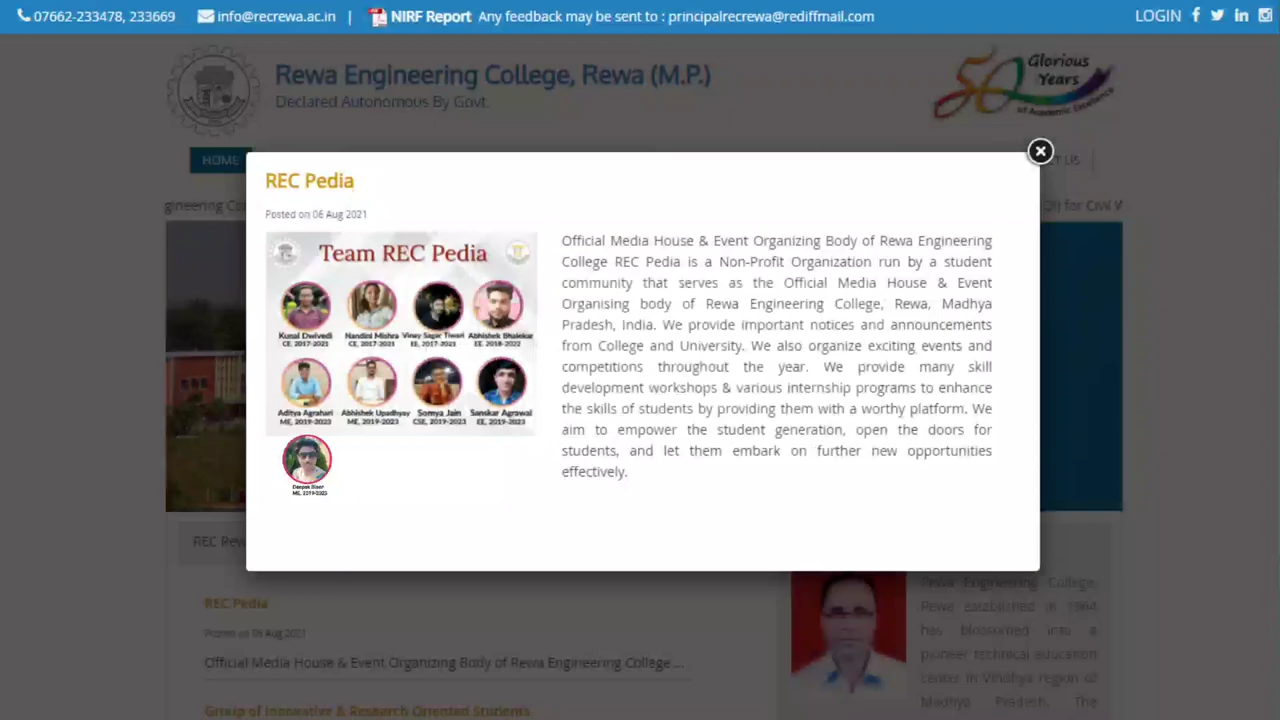 07662-233478, 233669 info@recrewa.ac.in | NIRF Report Any feedback may be sent to : principalrecrewa@rediffmail.com LOGIN
Rewa Engineering College, Rewa (M.P.)
Declared Autonomous By Govt.
50 Glorious
Years
of Academic Excellence
HOME
REC Pedia
Posted on 06 Aug 2021
Team REC Pedia
Kunal Dwivedi Nandini Mishra Vinay Sagar Tiwari Abhishek Bhalekar
CE, 2017-2021 CE, 2017-2021 EE, 2017-2021 EE, 2018-2022
Aditya Agrahari Abhishek Upadhyay Somya Jain Sanskar Agrawal
ME, 2019-2023 ME, 2019-2023 CSE, 2019-2023 EE, 2019-2023
ME, 2019-2023
Official Media House & Event Organizing Body of Rewa Engineering
College REC Pedia is a Non-Profit Organization run by a student
community that serves as the Official Media House & Event
Organising body of Rewa Engineering College, Rewa, Madhya
Pradesh, India. We provide important notices and announcements
from College and University. We also organize exciting events and
competitions throughout the year. We provide many skill
development workshops & various internship programs to enhance
the skills of students by providing them with a worthy platform. We
aim to empower the student generation, open the doors for
students, and let them embark on further new opportunities
effectively.
REC Pedia
Posted on 06 Aug 2021
Official Media House & Event Organizing Body of Rewa Engineering College ...
Group of Innovative & Research Oriented Students
Rewa Engineering College,
Rewa established in 1964
has blossomed into a
pioneer technical education
center in Vindhya region of
Madhya Pradesh. The